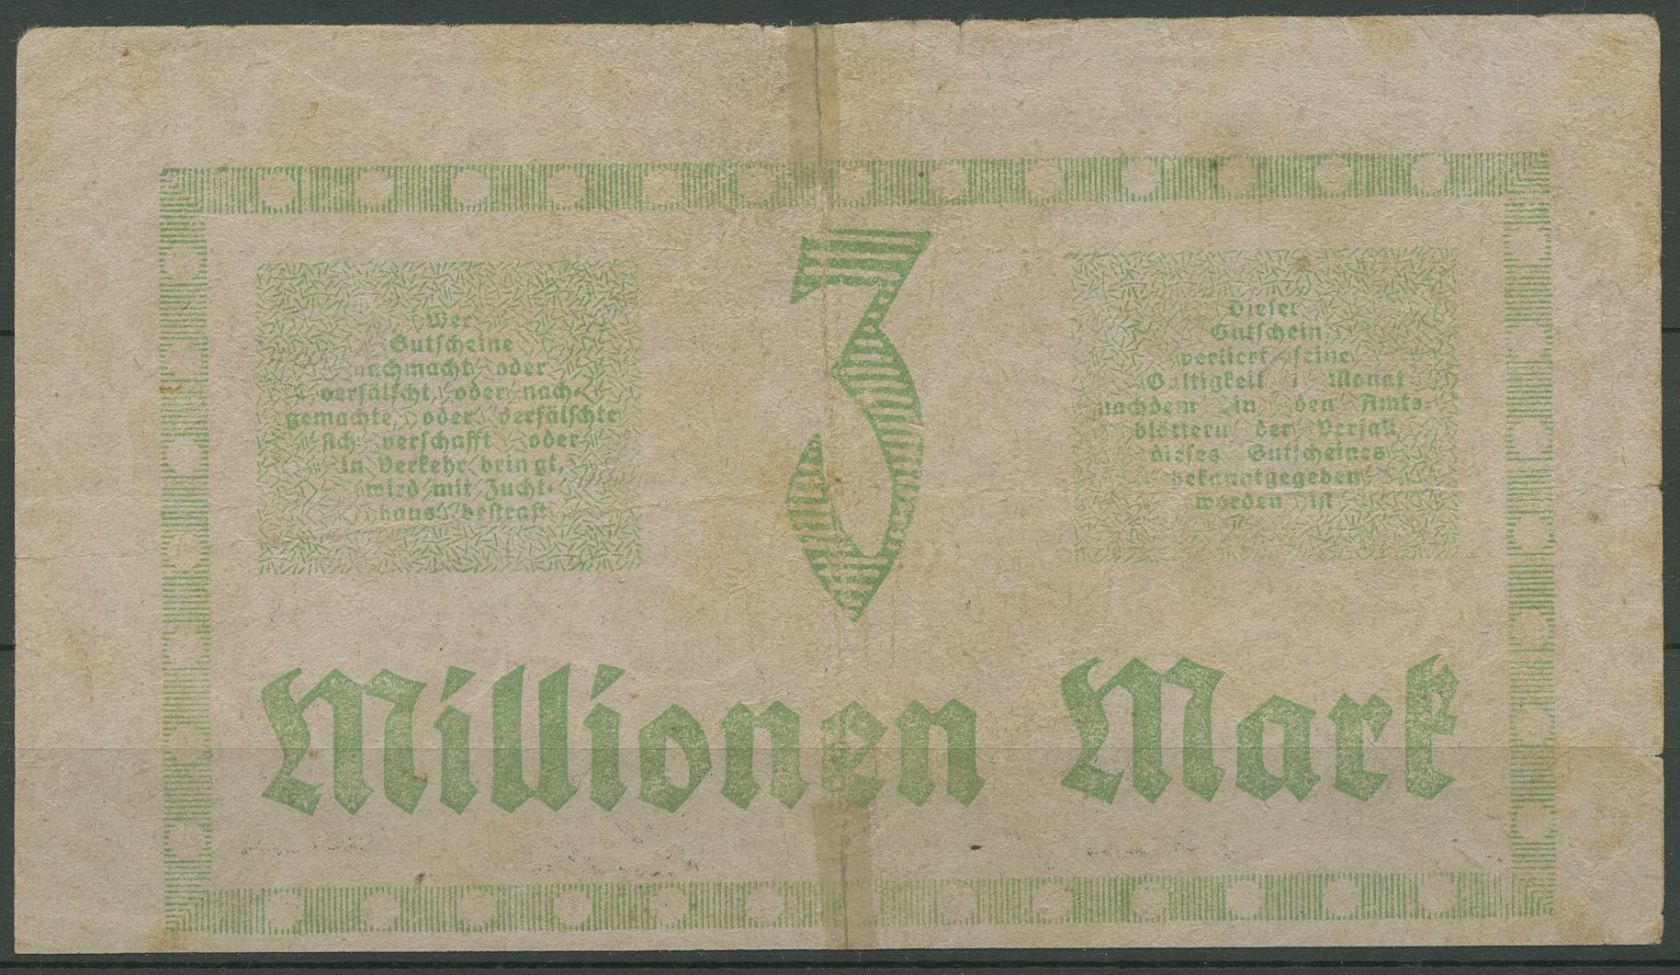 Wer
Gutscheine
nachmacht oder
verfälscht, oder nach-
gemachte oder verfälschte
sich verschafft oder
in Verkehr bringt,
wird mit Zucht-
haus bestraft
3
Dieser
Gutschein
verliert seine
Gültigkeit 1 Monat
nachdem in den Amts-
blättern der Verfall
dieses Gutscheines
bekanntgegeben
worden ist
Millionen Mark